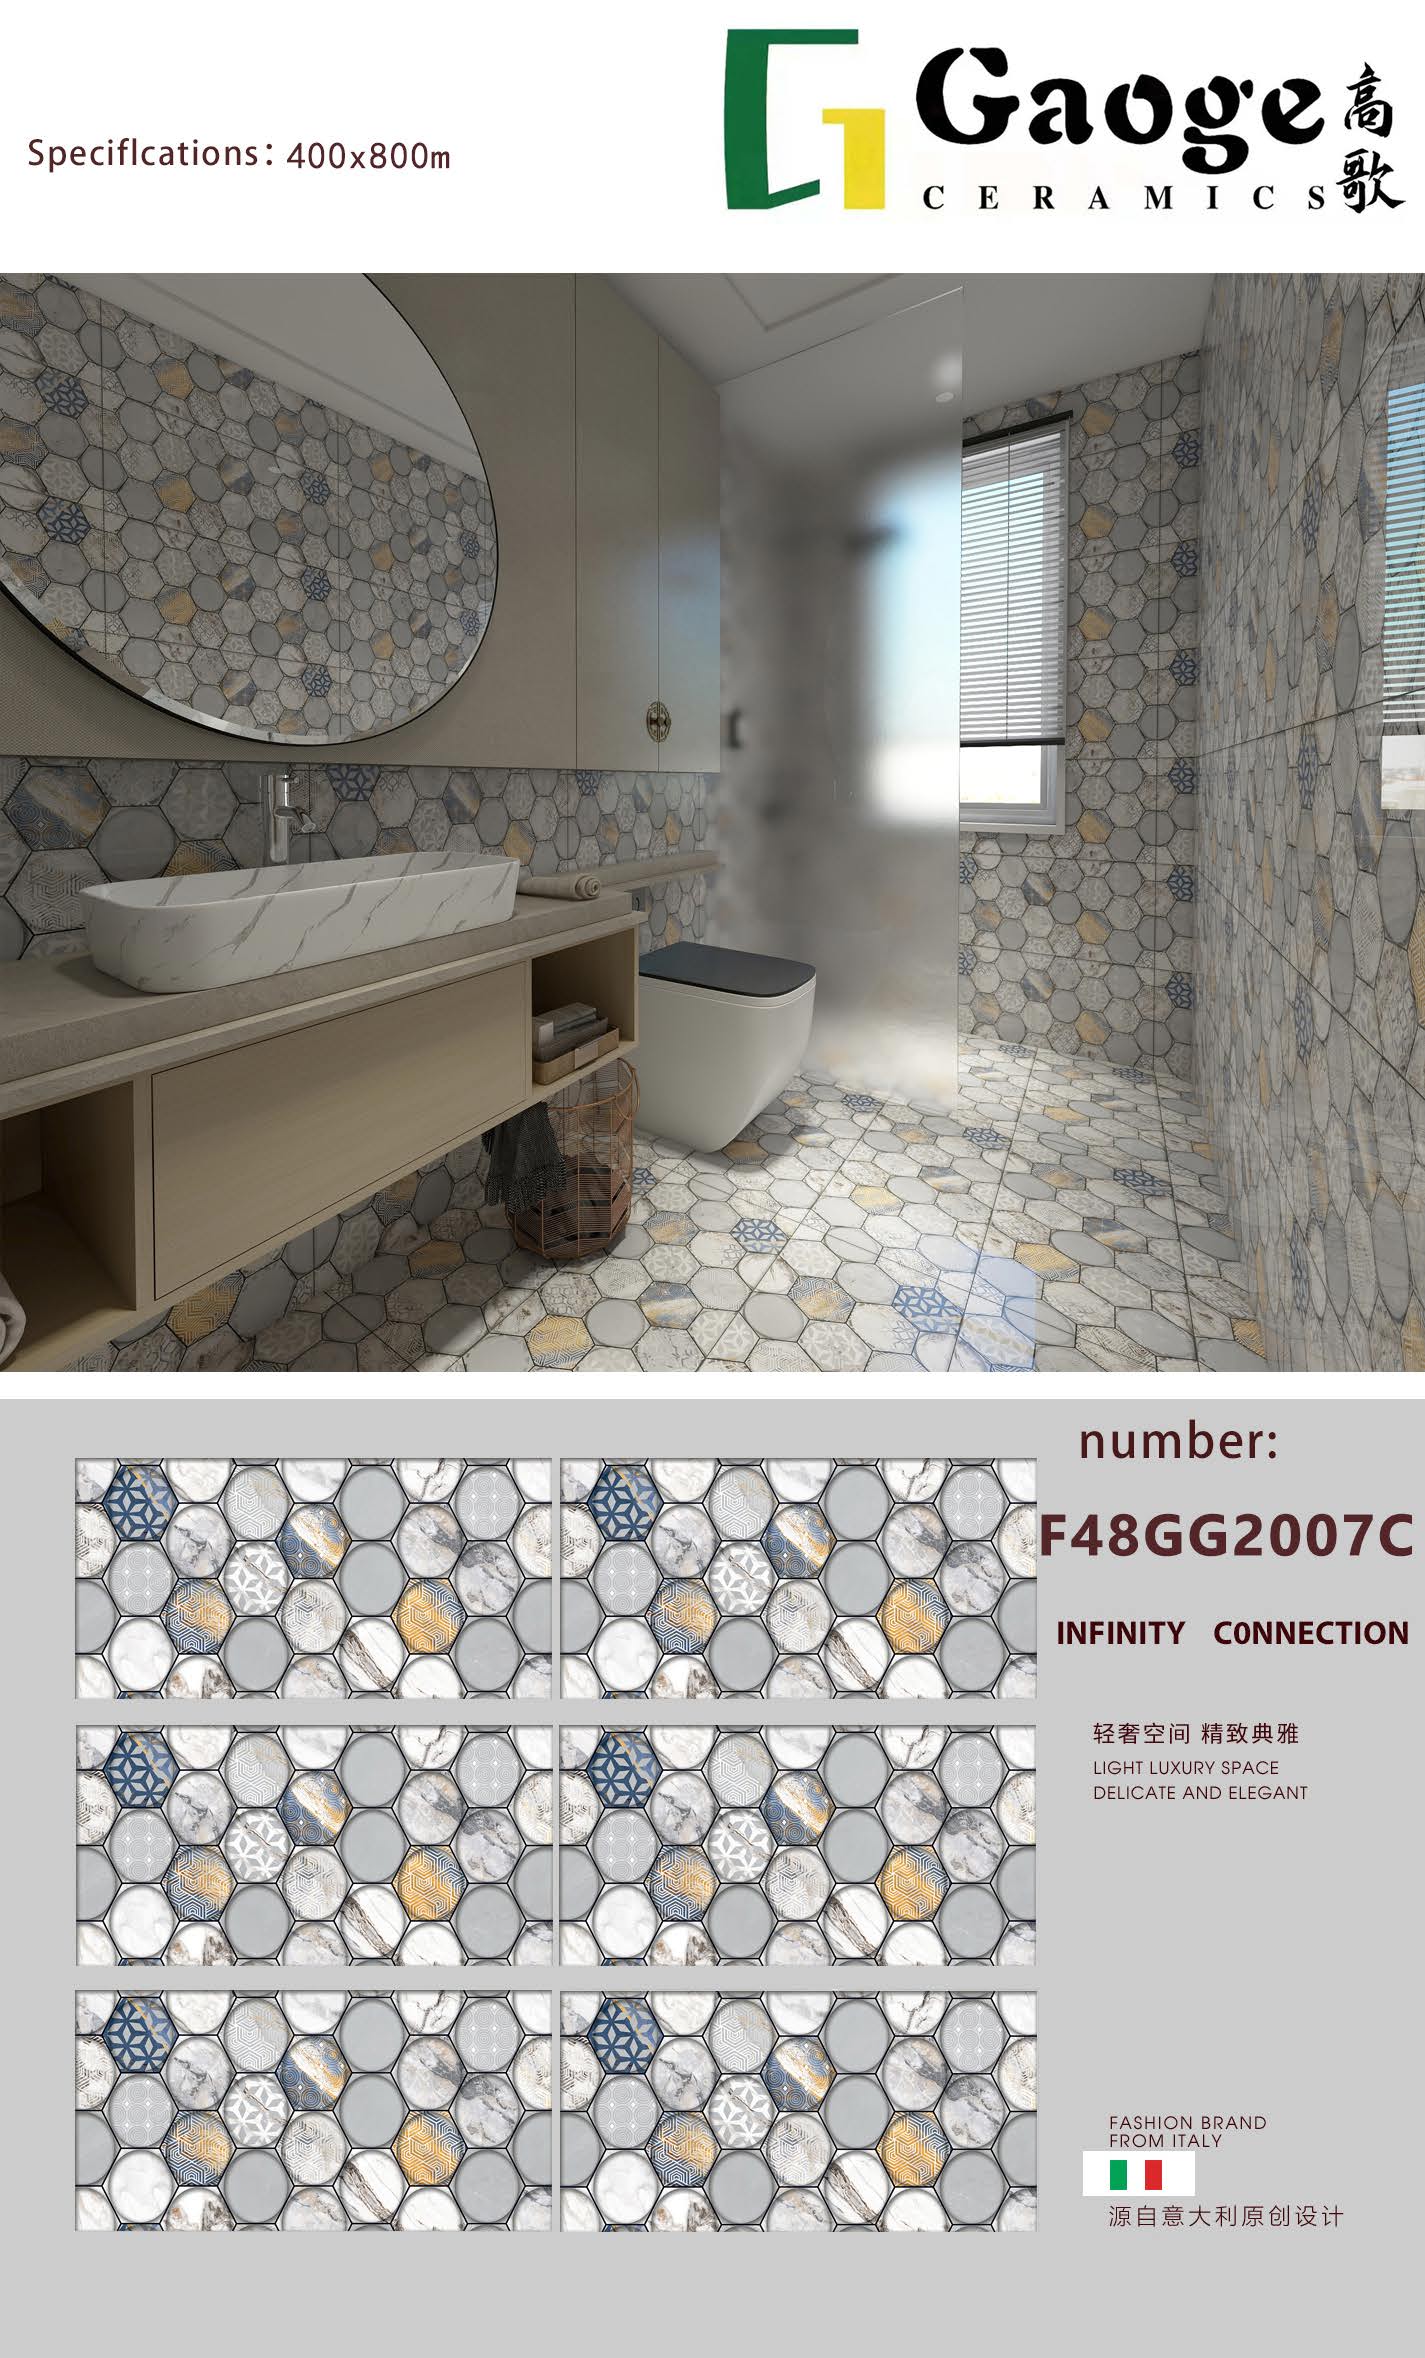 Speciflcations: 400x800m
Gaoge
CERAMICS
高歌
number:
F48GG2007C
INFINITY C0NNECTION
轻奢空间 精致典雅
LIGHT LUXURY SPACE
DELICATE AND ELEGANT
FASHION BRAND
FROM ITALY
源自意大利原创设计